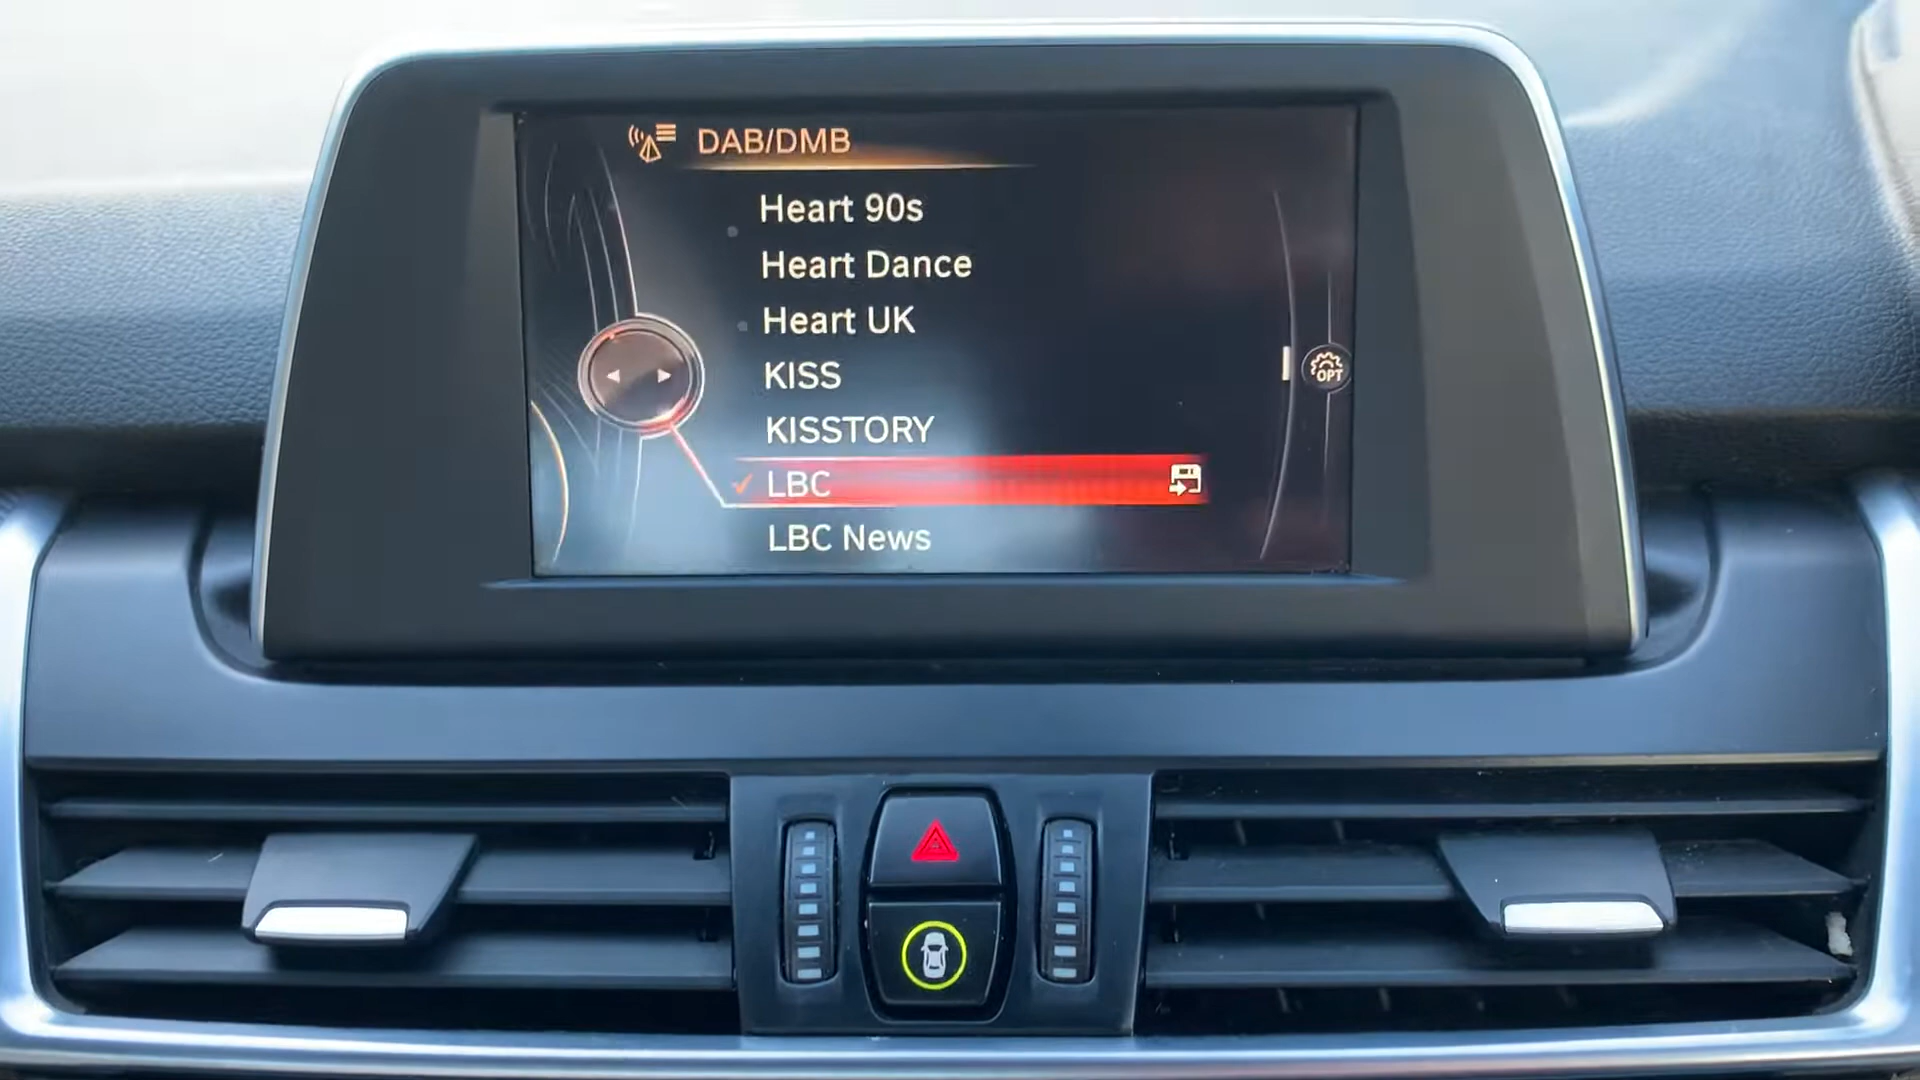 DAB/DMB
Heart 90s
Heart Dance
Heart UK
KISS
KISSTORY
OPT
LBC
LBC News